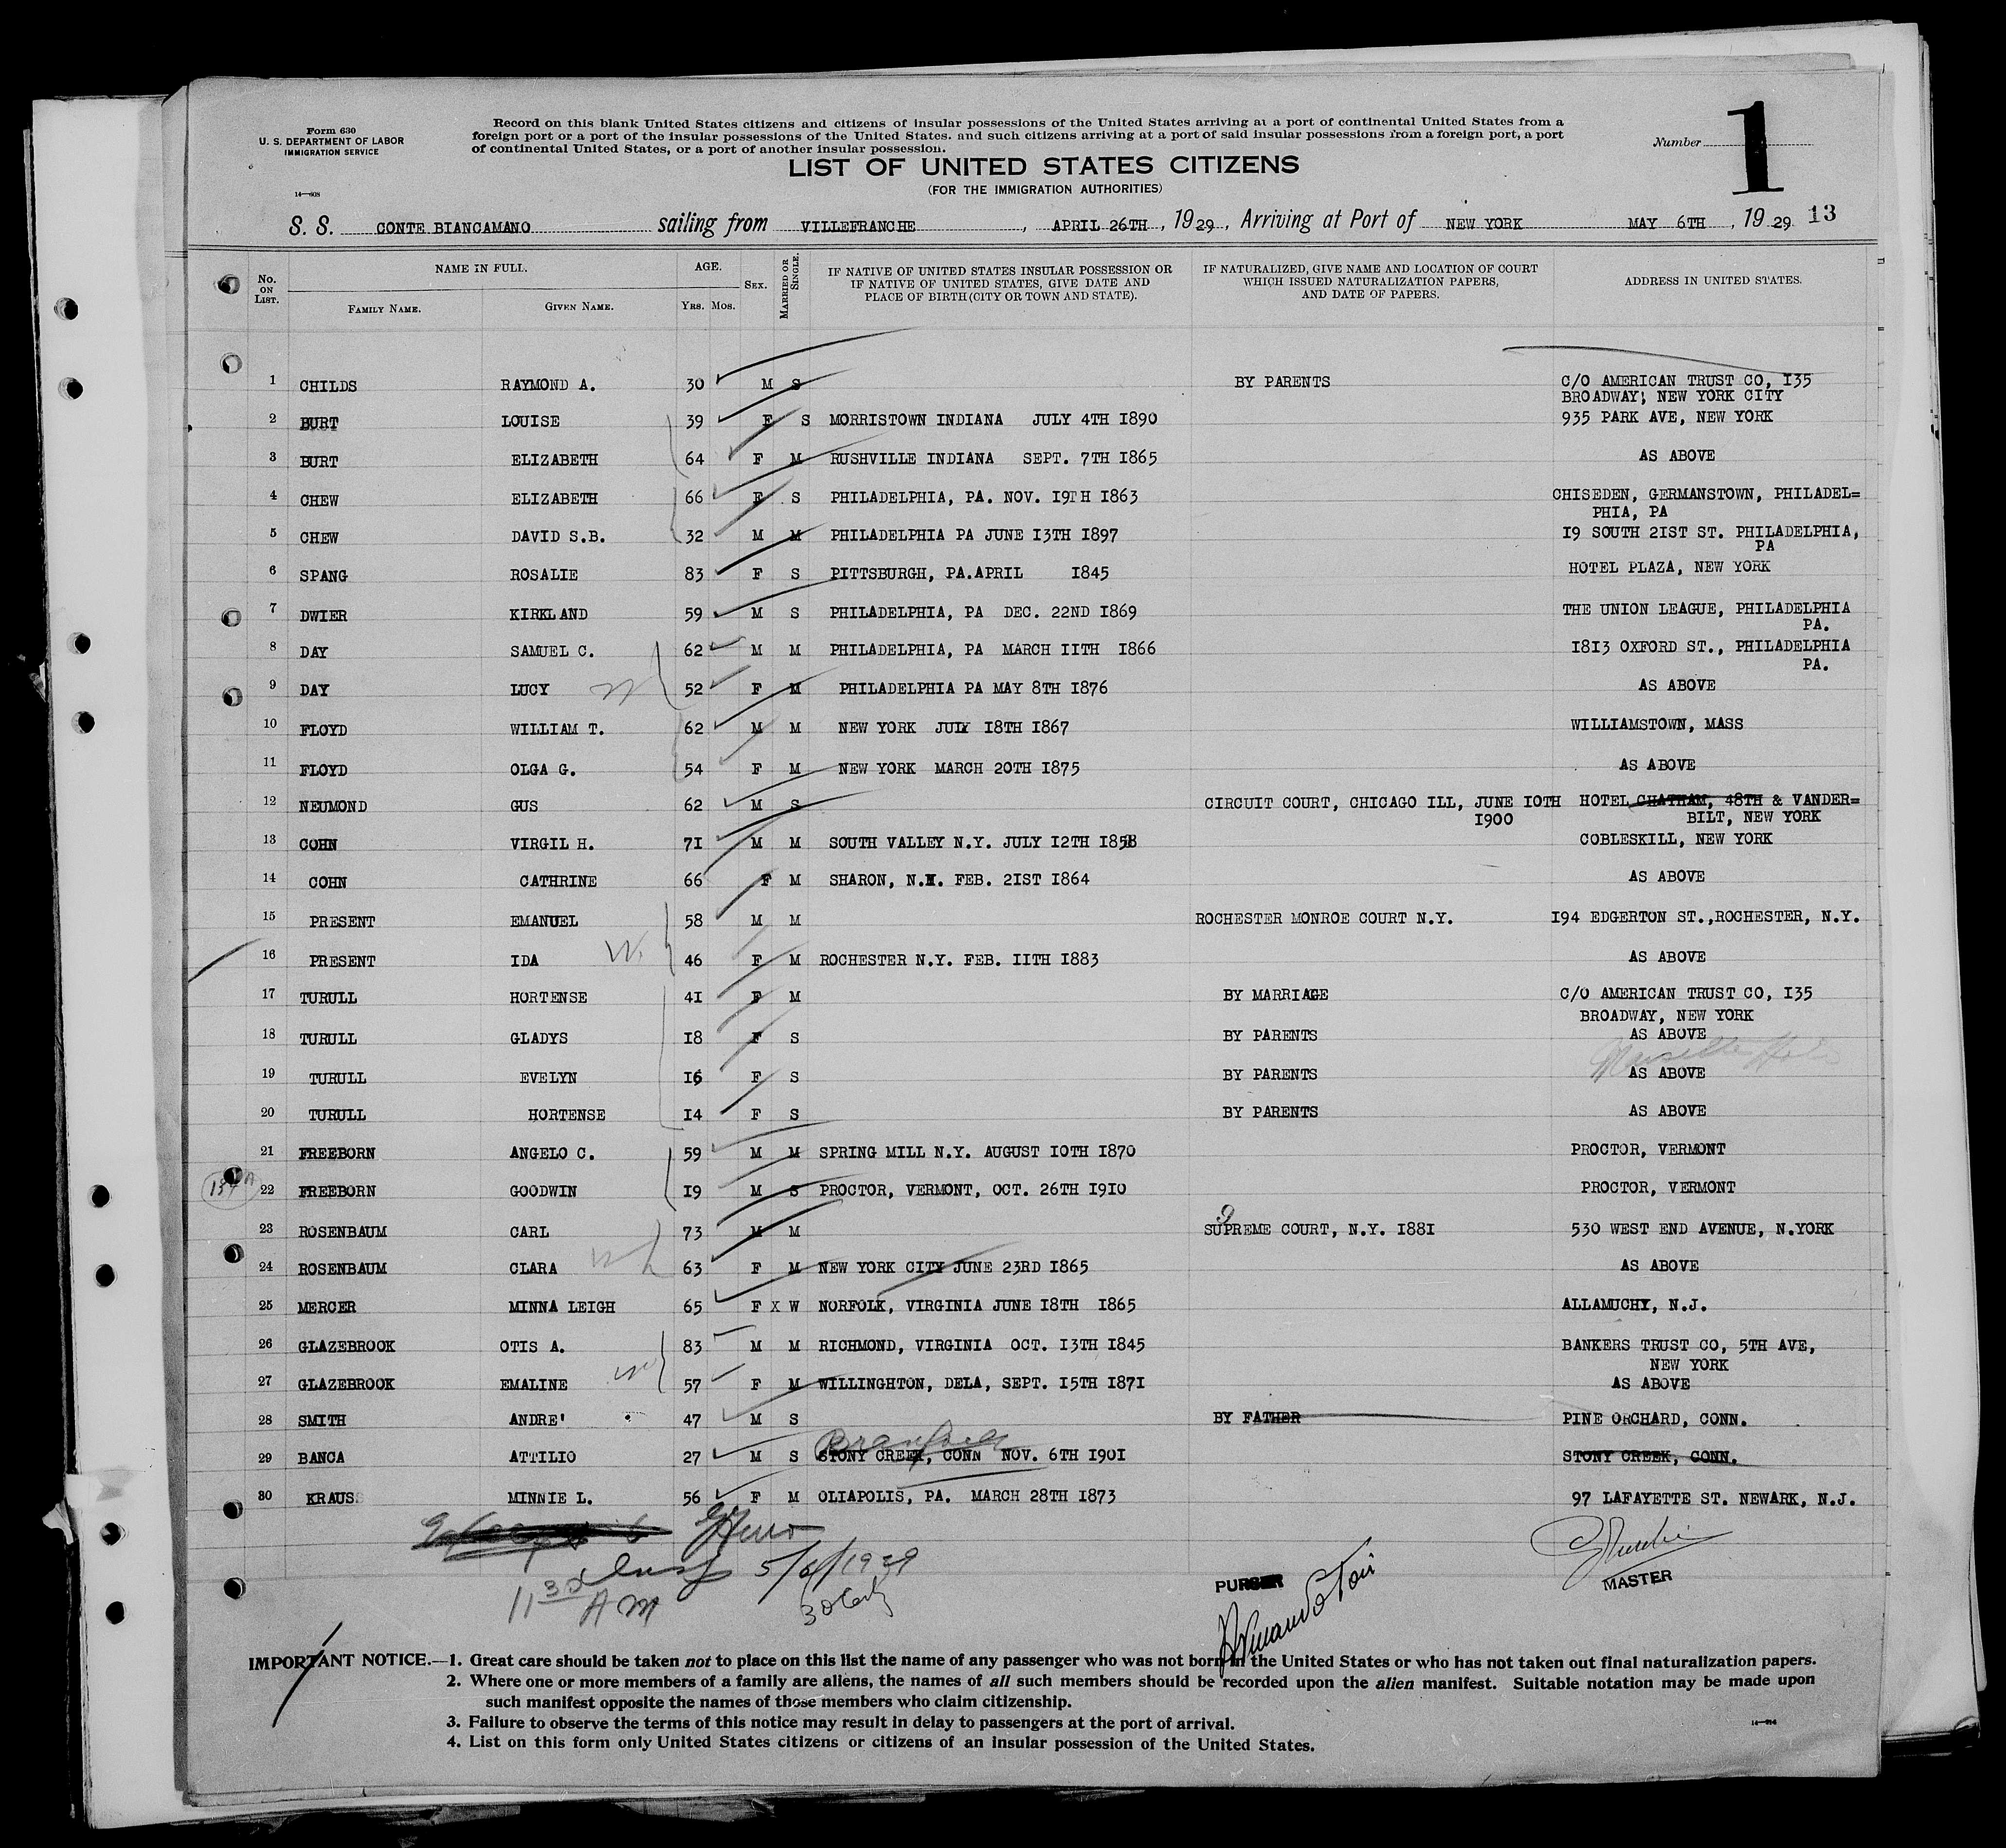 Form 630
U. S. DEPARTMENT OF LABOR
IMMIGRATION SERVICE
14—608
Record on this blank United States citizens and citizens of insular possessions of the United States arriving at a port of continental United States from a
foreign port or a port of the insular possessions of the United States. and such citizens arriving at a port of said insular possessions from a foreign port, a port
of continental United States, or a port of another insular possession.
LIST OF UNITED STATES CITIZENS
(FOR THE IMMIGRATION AUTHORITIES)
Number 1
S. S. CONTE BIANCAMANO sailing from VILLEFRANCHE, APRIL 26TH, 1929, Arriving at Port of NEW YORK MAY 6TH, 1929 13
No. ON LIST. NAME IN FULL. FAMILY NAME. GIVEN NAME. AGE. YRS. MOS. SEX. MARRIED OR SINGLE. IF NATIVE OF UNITED STATES INSULAR POSSESSION OR IF NATIVE OF UNITED STATES, GIVE DATE AND PLACE OF BIRTH (CITY OR TOWN AND STATE). IF NATURALIZED, GIVE NAME AND LOCATION OF COURT WHICH ISSUED NATURALIZATION PAPERS, AND DATE OF PAPERS. ADDRESS IN UNITED STATES.
1 CHILDS RAYMOND A. 30 M S BY PARENTS C/O AMERICAN TRUST CO, 135
BROADWAY, NEW YORK CITY
2 BURT LOUISE 39 F S MORRISTOWN INDIANA JULY 4TH 1890 935 PARK AVE, NEW YORK
3 BURT ELIZABETH 64 F M RUSHVILLE INDIANA SEPT. 7TH 1865 AS ABOVE
4 CHEW ELIZABETH 66 F S PHILADELPHIA, PA. NOV. 19TH 1863 CHISEDEN, GERMANSTOWN, PHILADEL=
PHIA, PA
5 CHEW DAVID S.B. 32 M M PHILADELPHIA PA JUNE 13TH 1897 19 SOUTH 21ST ST. PHILADELPHIA,
PA
6 SPANG ROSALIE 83 F S PITTSBURGH, PA.APRIL 1845 HOTEL PLAZA, NEW YORK
7 DWIER KIRKLAND 59 M S PHILADELPHIA, PA DEC. 22ND 1869 THE UNION LEAGUE, PHILADELPHIA
PA.
8 DAY SAMUEL C. 62 M M PHILADELPHIA, PA MARCH 11TH 1866 1813 OXFORD ST., PHILADELPHIA
PA.
9 DAY LUCY 52 F M PHILADELPHIA PA MAY 8TH 1876 AS ABOVE
10 FLOYD WILLIAM T. 62 M M NEW YORK JULY 18TH 1867 WILLIAMSTOWN, MASS
11 FLOYD OLGA G. 54 F M NEW YORK MARCH 20TH 1875 AS ABOVE
12 NEUMOND GUS 62 M S CIRCUIT COURT, CHICAGO ILL, JUNE 10TH HOTEL CHATHAM, 48TH & VANDER=
1900 BILT, NEW YORK
13 COHN VIRGIL H. 71 M M SOUTH VALLEY N.Y. JULY 12TH 1858 COBLESKILL, NEW YORK
14 COHN CATHRINE 66 F M SHARON, N.Y. FEB. 21ST 1864 AS ABOVE
15 PRESENT EMANUEL 58 M M ROCHESTER MONROE COURT N.Y. 194 EDGERTON ST.,ROCHESTER, N.Y.
16 PRESENT IDA 46 F M ROCHESTER N.Y. FEB. 11TH 1883 AS ABOVE
17 TURULL HORTENSE 41 F M BY MARRIAGE C/O AMERICAN TRUST CO, 135
BROADWAY, NEW YORK
18 TURULL GLADYS 18 F S BY PARENTS AS ABOVE
19 TURULL EVELYN 16 F S BY PARENTS AS ABOVE
20 TURULL HORTENSE 14 F S BY PARENTS AS ABOVE
21 FREEBORN ANGELO C. 59 M M SPRING MILL N.Y. AUGUST 10TH 1870 PROCTOR, VERMONT
22 FREEBORN GOODWIN 19 M S PROCTOR, VERMONT, OCT. 26TH 1910 PROCTOR, VERMONT
23 ROSENBAUM CARL 73 M M SUPREME COURT, N.Y. 1881 530 WEST END AVENUE, N.YORK
24 ROSENBAUM CLARA 63 F M NEW YORK CITY JUNE 23RD 1865 AS ABOVE
25 MERCER MINNA LEIGH 65 F X W NORFOLK, VIRGINIA JUNE 18TH 1865 ALLAMUCHY, N.J.
26 GLAZEBROOK OTIS A. 83 M M RICHMOND, VIRGINIA OCT. 13TH 1845 BANKERS TRUST CO, 5TH AVE,
NEW YORK
27 GLAZEBROOK EMALINE 57 F M WILLINGHTON, DELA, SEPT. 15TH 1871 AS ABOVE
28 SMITH ANDRE' 47 M S BY FATHER PINE ORCHARD, CONN.
29 BANCA ATTILIO 27 M S STONY CREEK, CONN NOV. 6TH 1901 STONY CREEK, CONN.
30 KRAUSS MINNIE L. 56 F M OLIAPOLIS, PA. MARCH 28TH 1873 97 LAFAYETTE ST. NEWARK, N.J.
5/6/1929
11 30 AM
PURSER
MASTER
IMPORTANT NOTICE.—1. Great care should be taken not to place on this list the name of any passenger who was not born in the United States or who has not taken out final naturalization papers.
2. Where one or more members of a family are aliens, the names of all such members should be recorded upon the alien manifest. Suitable notation may be made upon
such manifest opposite the names of those members who claim citizenship.
3. Failure to observe the terms of this notice may result in delay to passengers at the port of arrival.
4. List on this form only United States citizens or citizens of an insular possession of the United States.